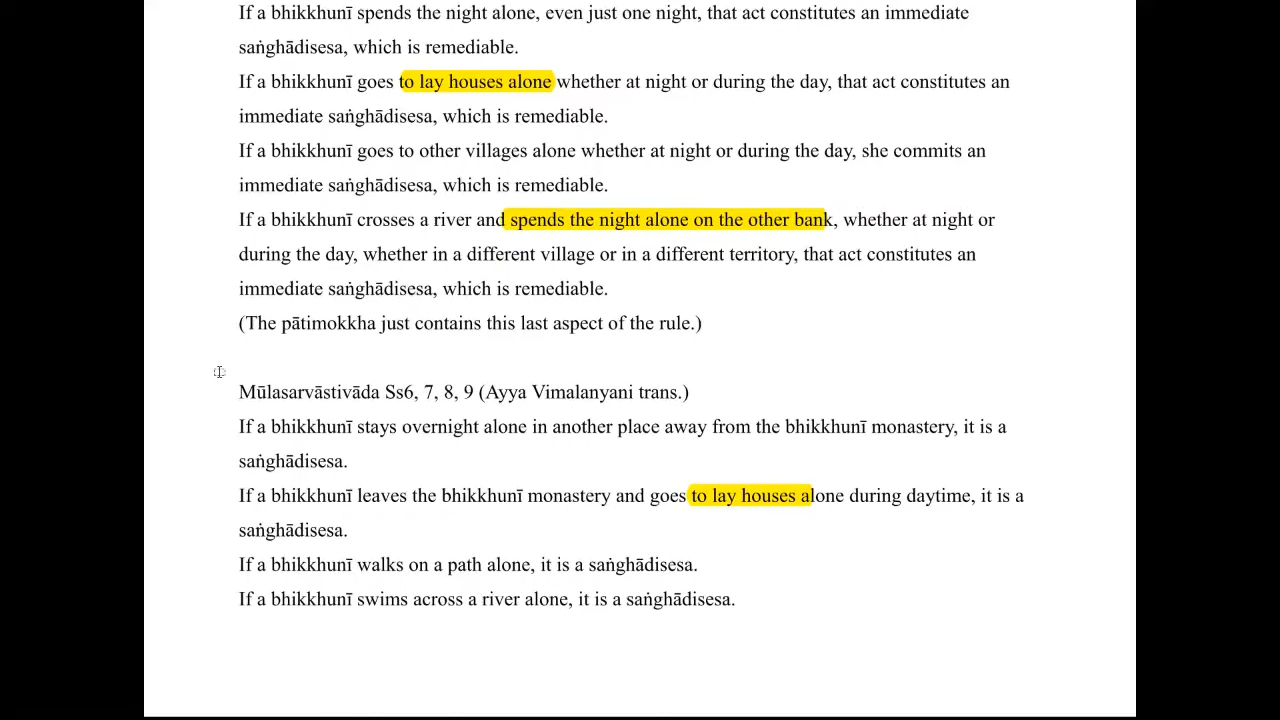 If a bhikkhunī spends the night alone, even just one night, that act constitutes an immediate
saṅghādisesa, which is remediable.
If a bhikkhunī goes to lay houses alone whether at night or during the day, that act constitutes an
immediate saṅghādisesa, which is remediable.
If a bhikkhunī goes to other villages alone whether at night or during the day, she commits an
immediate saṅghādisesa, which is remediable.
If a bhikkhunī crosses a river and spends the night alone on the other bank, whether at night or
during the day, whether in a different village or in a different territory, that act constitutes an
immediate saṅghādisesa, which is remediable.
(The pātimokkha just contains this last aspect of the rule.)
Mūlasarvāstivāda Ss6, 7, 8, 9 (Ayya Vimalanyani trans.)
If a bhikkhunī stays overnight alone in another place away from the bhikkhunī monastery, it is a
saṅghādisesa.
If a bhikkhunī leaves the bhikkhunī monastery and goes to lay houses alone during daytime, it is a
saṅghādisesa.
If a bhikkhunī walks on a path alone, it is a saṅghādisesa.
If a bhikkhunī swims across a river alone, it is a saṅghādisesa.